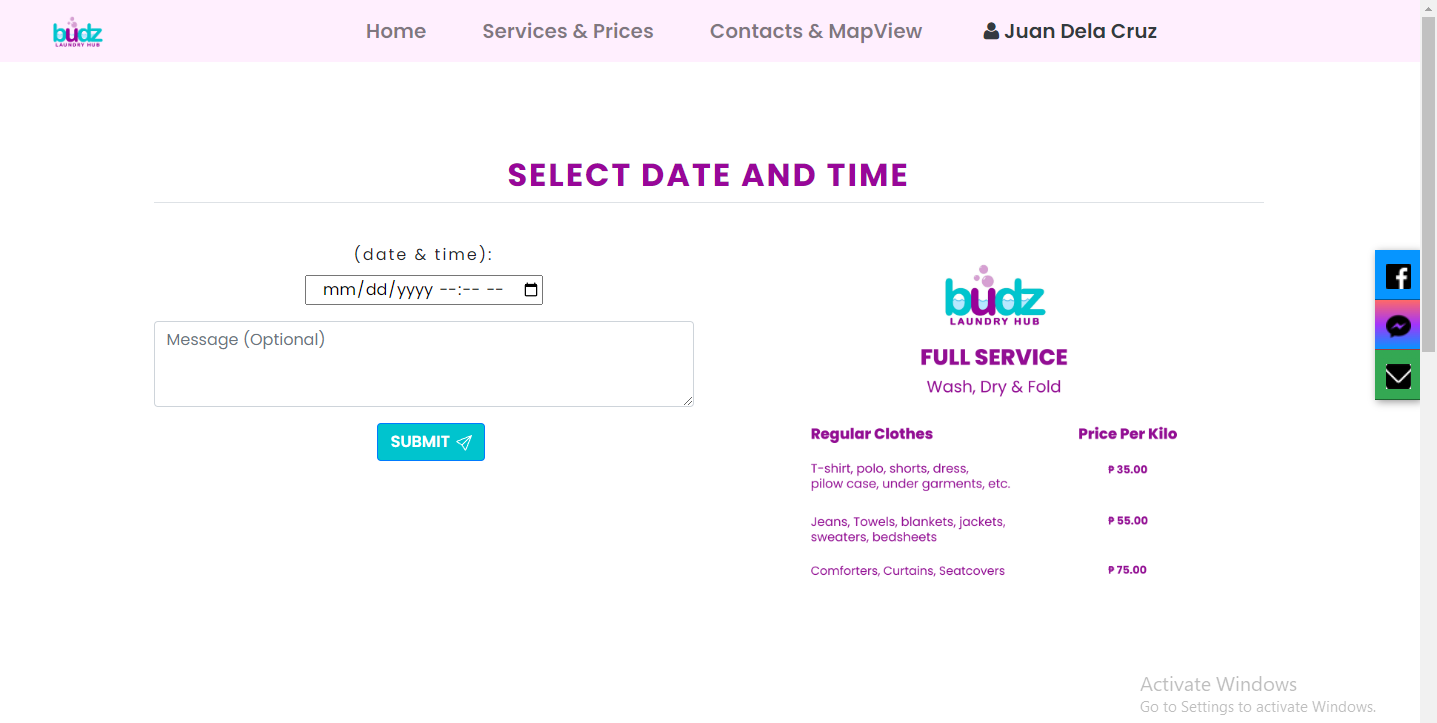 budz
LAUNDRY HUB
Home
Services & Prices
Contacts & MapView
Juan Dela Cruz
SELECT DATE AND TIME
(date & time):
mm/dd/yyyy --:-- --
Message (Optional)
SUBMIT
budz
LAUNDRY HUB
FULL SERVICE
Wash, Dry & Fold
Regular Clothes
Price Per Kilo
T-shirt, polo, shorts, dress,
pilow case, under garments, etc.
₱ 35.00
Jeans, Towels, blankets, jackets,
sweaters, bedsheets
₱ 55.00
Comforters, Curtains, Seatcovers
₱ 75.00
Activate Windows
Go to Settings to activate Windows.